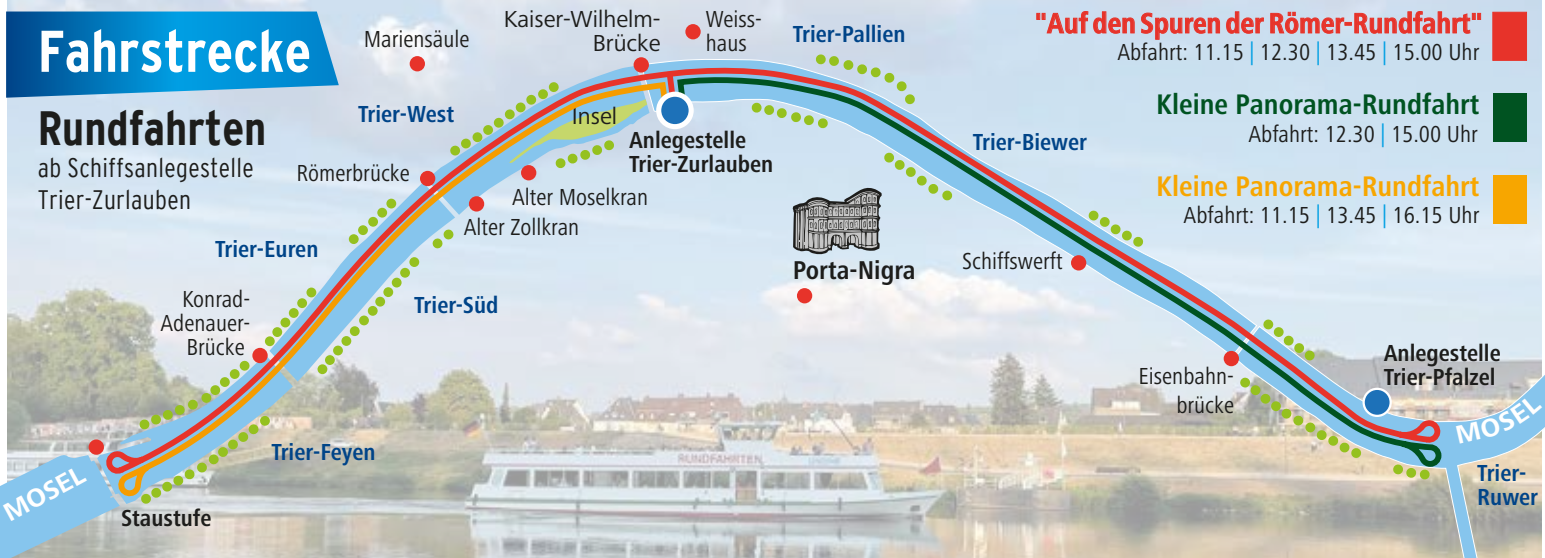 Fahrstrecke
Rundfahrten
ab Schiffsanlegestelle
Trier-Zurlauben
"Auf den Spuren der Römer-Rundfahrt"
Abfahrt: 11.15 | 12.30 | 13.45 | 15.00 Uhr
Kleine Panorama-Rundfahrt
Abfahrt: 12.30 | 15.00 Uhr
Kleine Panorama-Rundfahrt
Abfahrt: 11.15 | 13.45 | 16.15 Uhr
Mariensäule
Kaiser-Wilhelm-
Brücke
Weiss-
haus
Trier-Pallien
Trier-West
Insel
Anlegestelle
Trier-Zurlauben
Trier-Biewer
Römerbrücke
Alter Moselkran
Alter Zollkran
Trier-Euren
Porta-Nigra
Schiffswerft
Trier-Süd
Konrad-
Adenauer-
Brücke
Anlegestelle
Trier-Pfalzel
Eisenbahn-
brücke
MOSEL
Trier-Feyen
RUNDFAHRTEN
Trier-
Ruwer
MOSEL
Staustufe